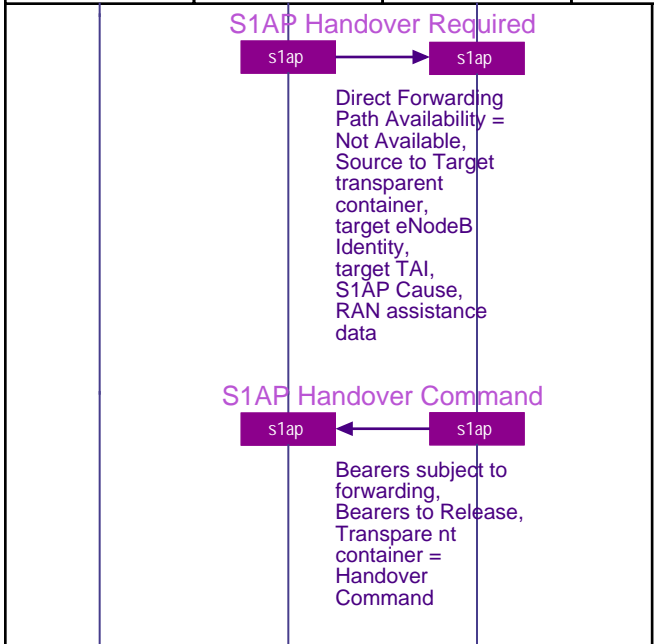 S1AP Handover Required
s1ap
s1ap
Direct Forwarding
Path Availability =
Not Available,
Source to Target
transparent
container,
target eNodeB
Identity,
target TAI,
S1AP Cause,
RAN assistance
data
S1AP Handover Command
s1ap
s1ap
Bearers subject to
forwarding,
Bearers to Release,
Transpare nt
container =
Handover
Command